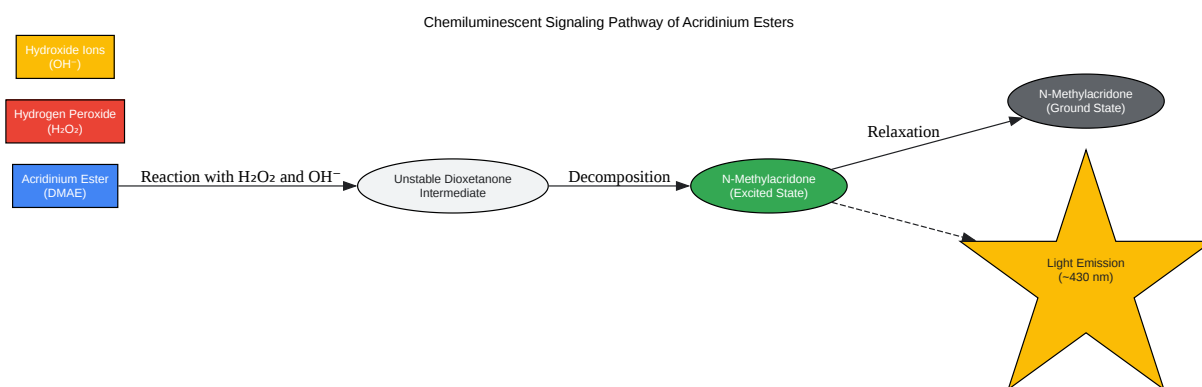 Chemiluminescent Signaling Pathway of Acridinium Esters
Hydroxide Ions
(OH⁻)
Hydrogen Peroxide
(H₂O₂)
Acridinium Ester
(DMAE)
Reaction with H₂O₂ and OH⁻
Unstable Dioxetanone
Intermediate
Decomposition
N-Methylacridone
(Excited State)
Relaxation
N-Methylacridone
(Ground State)
Light Emission
(~430 nm)